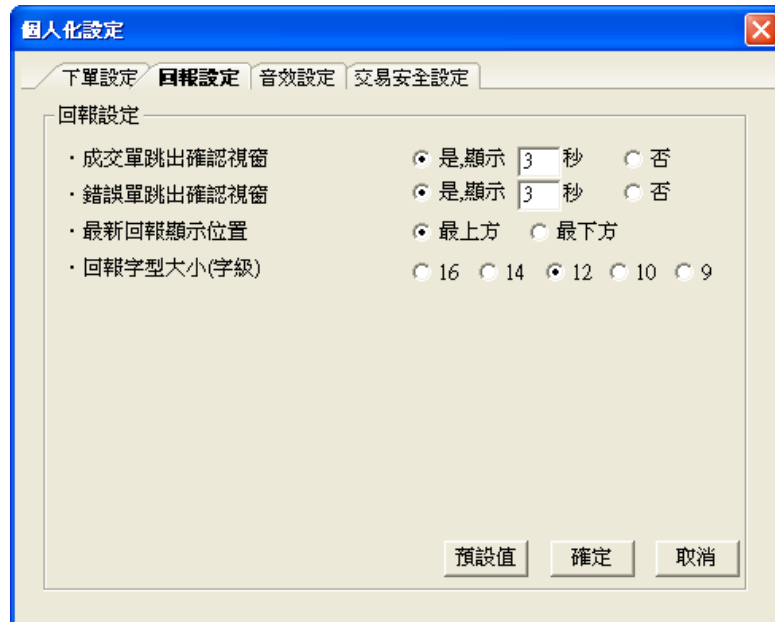 個人化設定
下單設定 回報設定 音效設定 交易安全設定
回報設定
·成交單跳出確認視窗 是,顯示 3 秒 否
·錯誤單跳出確認視窗 是,顯示 3 秒 否
·最新回報顯示位置 最上方 最下方
·回報字型大小(字級) 16 14 12 10 9
預設值 確定 取消